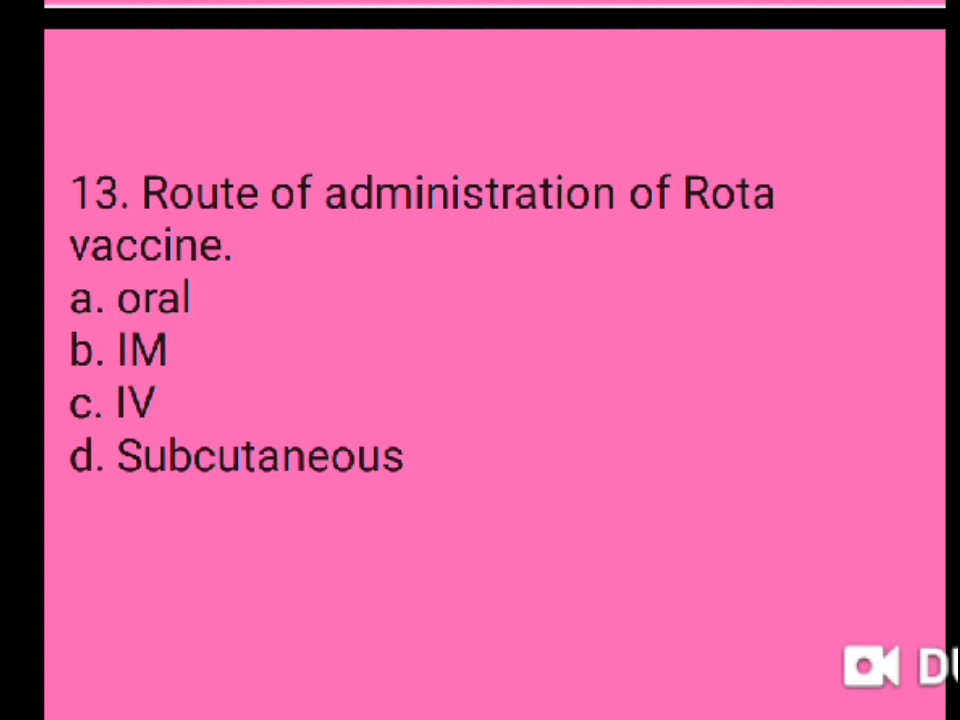 13. Route of administration of Rota
vaccine.
a. oral
b. IM
c. IV
d. Subcutaneous